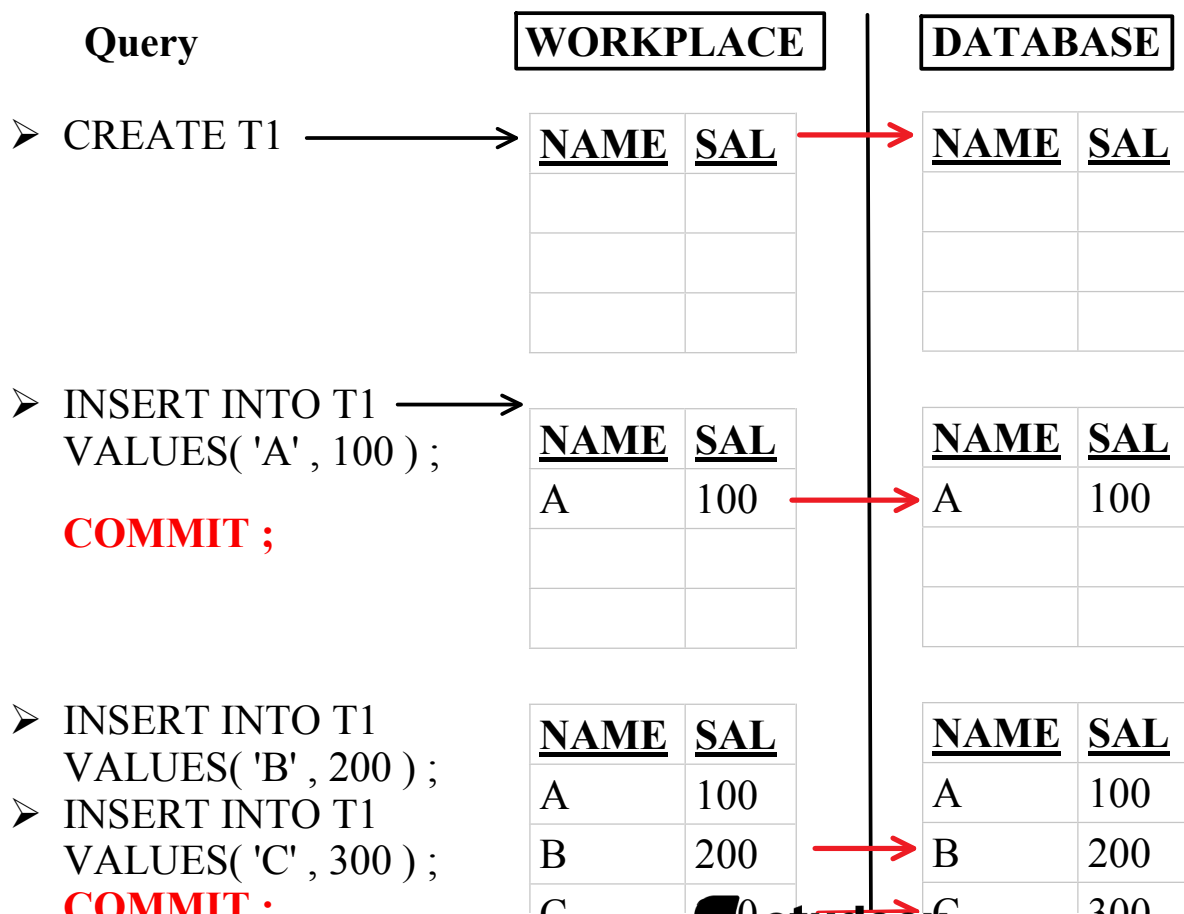 Query WORKPLACE DATABASE
➢ CREATE T1 NAME SAL NAME SAL
➢ INSERT INTO T1
VALUES( 'A' , 100 ) ;
NAME SAL NAME SAL
A 100 A 100
COMMIT ;
➢ INSERT INTO T1
VALUES( 'B' , 200 ) ;
➢ INSERT INTO T1
VALUES( 'C' , 300 ) ;
COMMIT ;
NAME SAL NAME SAL
A 100 A 100
B 200 B 200
C C 300